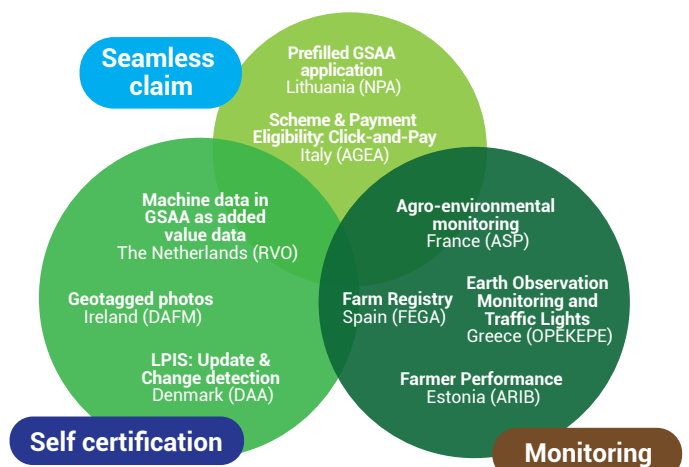 Seamless
claim
Prefilled GSAA
application
Lithuania (NPA)
Scheme & Payment
Eligibility: Click-and-Pay
Italy (AGEA)
Machine data in
GSAA as added
value data
The Netherlands (RVO)
Geotagged photos
Ireland (DAFM)
LPIS: Update &
Change detection
Denmark (DAA)
Agro-environmental
monitoring
France (ASP)
Farm Registry
Spain (FEGA)
Earth Observation
Monitoring and
Traffic Lights
Greece (OPEKEPE)
Farmer Performance
Estonia (ARIB)
Self certification
Monitoring